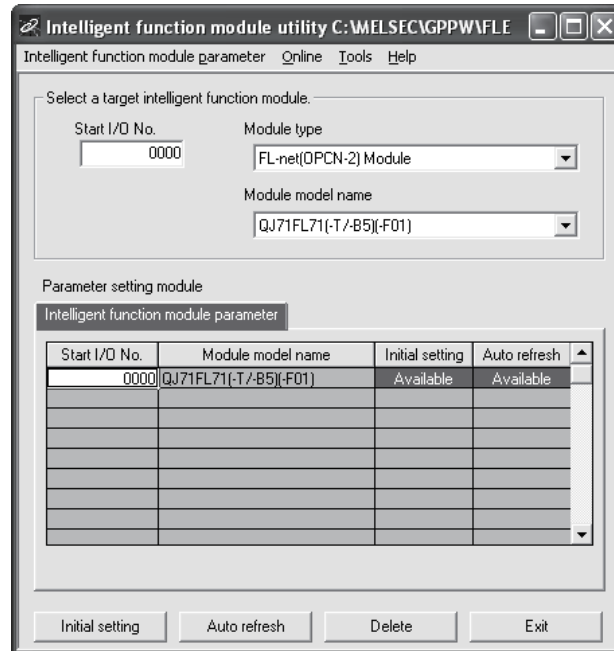 Intelligent function module utility C:\MELSEC\GPPW\FLE
Intelligent function module parameter Online Tools Help
Select a target intelligent function module.
Start I/O No. Module type
0000 FL-net(OPCN-2) Module
Module model name
QJ71FL71(-T/-B5)(-F01)
Parameter setting module
Intelligent function module parameter
Start I/O No. Module model name Initial setting Auto refresh
0000 QJ71FL71(-T/-B5)(-F01) Available Available
Initial setting Auto refresh Delete Exit